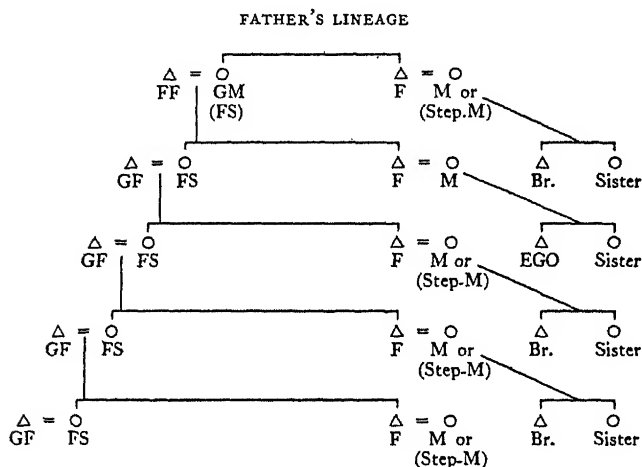 FATHER'S LINEAGE
△ = ○ △ = ○
FF GM F M or
(FS) (Step.M)
△ = ○ △ = ○ △ ○
GF FS F M Br. Sister
△ = ○ △ = ○ △ ○
GF FS F M or EGO Sister
(Step-M)
△ = ○ △ = ○ △ ○
GF FS F M or Br. Sister
(Step-M)
△ = ○ △ = ○ △ ○
GF FS F M or Br. Sister
(Step-M)